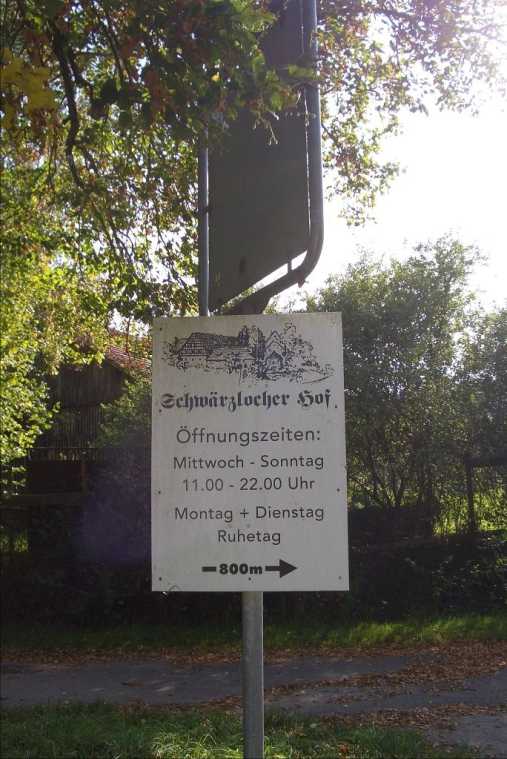 Schwärzlocher Hof
Öffnungszeiten:
Mittwoch - Sonntag
11.00 - 22.00 Uhr
Montag + Dienstag
Ruhetag
800m